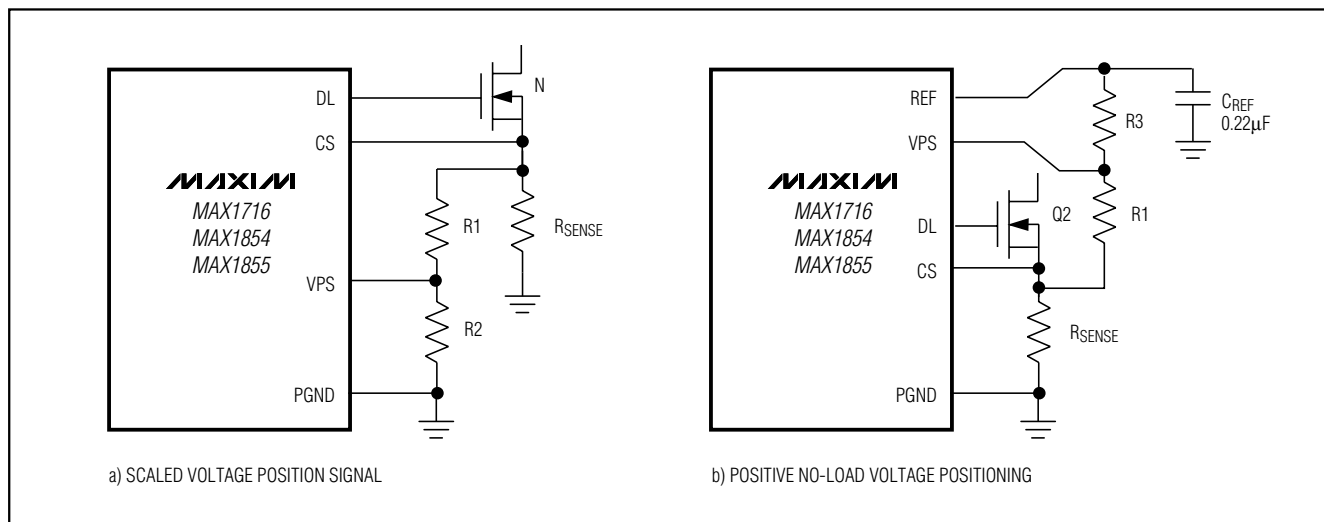 DL
N
CS
MAXIM
MAX1716
MAX1854
MAX1855
R1
RSENSE
VPS
R2
PGND
a) SCALED VOLTAGE POSITION SIGNAL
REF
CREF
0.22µF
R3
VPS
MAXIM
MAX1716
MAX1854
MAX1855
Q2
R1
DL
CS
RSENSE
PGND
b) POSITIVE NO-LOAD VOLTAGE POSITIONING